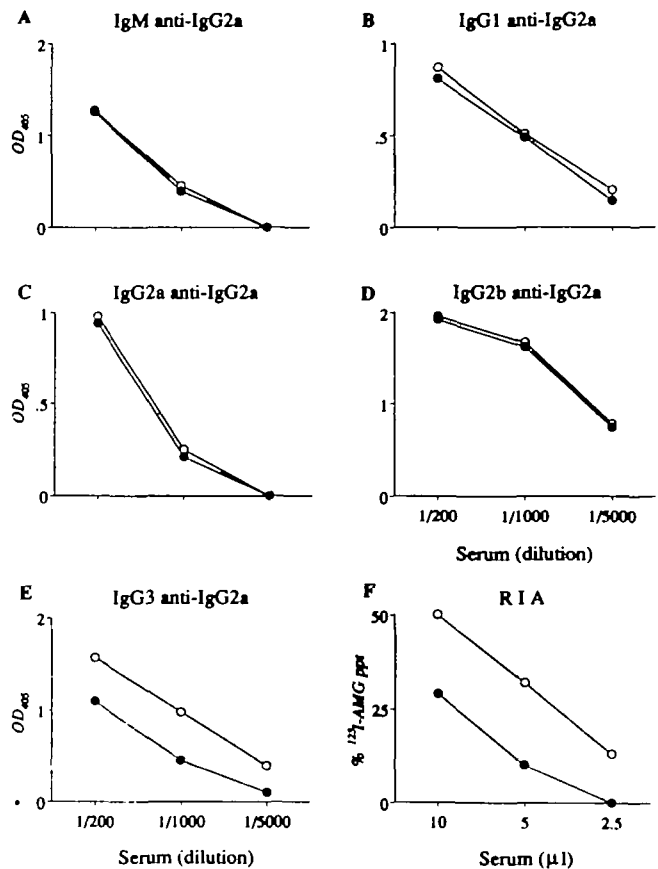 A
IgM anti-IgG2a
2
1
0
OD405
B
IgG1 anti-IgG2a
1
.5
0
C
IgG2a anti-IgG2a
1
.5
0
OD405
D
IgG2b anti-IgG2a
2
1
0
1/200 1/1000 1/5000
Serum (dilution)
E
IgG3 anti-IgG2a
2
1
0
OD405
1/200 1/1000 1/5000
Serum (dilution)
F
R I A
50
25
0
% 125I-AMG ppt
10 5 2.5
Serum (μl)